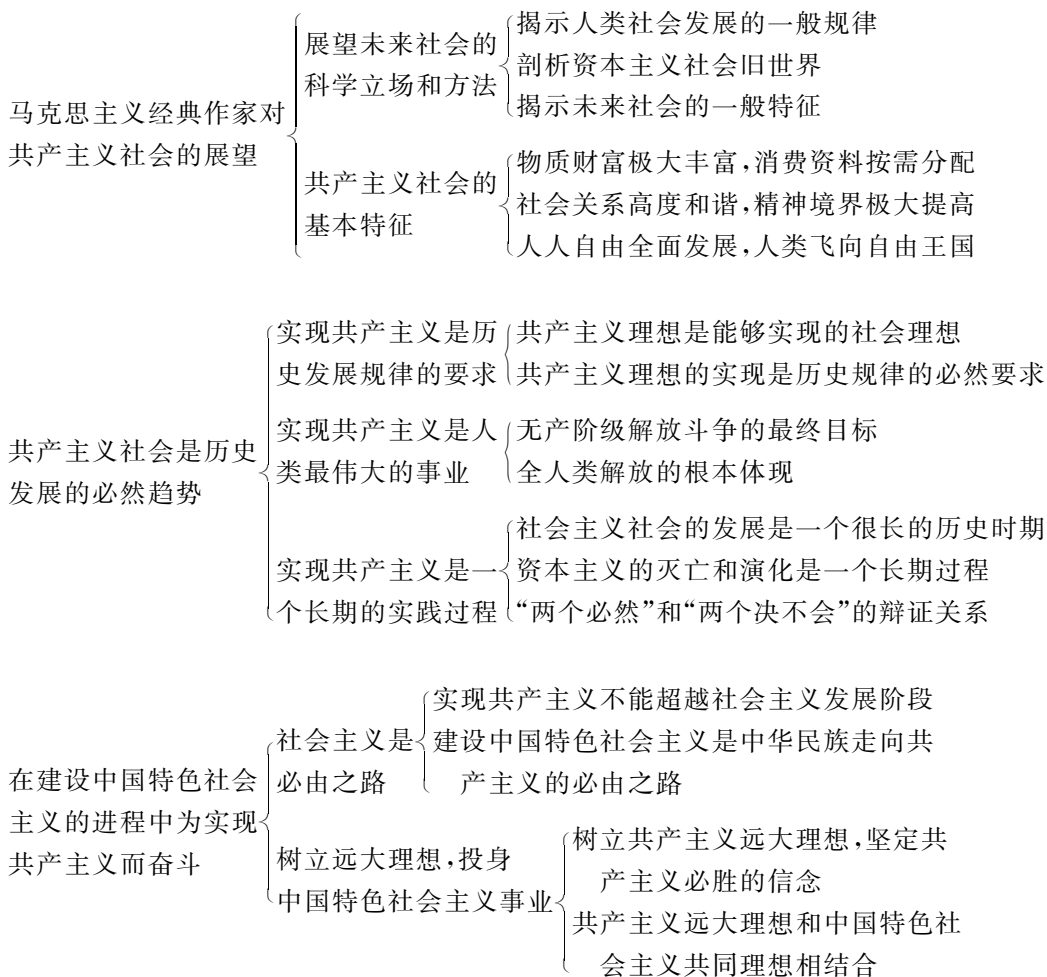 马克思主义经典作家对
共产主义社会的展望
展望未来社会的
科学立场和方法
揭示人类社会发展的一般规律
剖析资本主义社会旧世界
揭示未来社会的一般特征
共产主义社会的
基本特征
物质财富极大丰富,消费资料按需分配
社会关系高度和谐,精神境界极大提高
人人自由全面发展,人类飞向自由王国
共产主义社会是历史
发展的必然趋势
实现共产主义是历
史发展规律的要求
共产主义理想是能够实现的社会理想
共产主义理想的实现是历史规律的必然要求
实现共产主义是人
类最伟大的事业
无产阶级解放斗争的最终目标
全人类解放的根本体现
实现共产主义是一
个长期的实践过程
社会主义社会的发展是一个很长的历史时期
资本主义的灭亡和演化是一个长期过程
“两个必然”和“两个决不会”的辩证关系
在建设中国特色社会
主义的进程中为实现
共产主义而奋斗
社会主义是
必由之路
实现共产主义不能超越社会主义发展阶段
建设中国特色社会主义是中华民族走向共
产主义的必由之路
树立远大理想,投身
中国特色社会主义事业
树立共产主义远大理想,坚定共
产主义必胜的信念
共产主义远大理想和中国特色社
会主义共同理想相结合